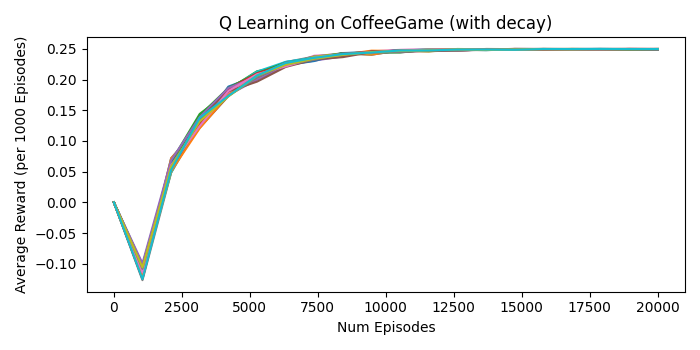 Q Learning on CoffeeGame (with decay)
Average Reward (per 1000 Episodes)
0.25
0.20
0.15
0.10
0.05
0.00
−0.05
−0.10
0 2500 5000 7500 10000 12500 15000 17500 20000
Num Episodes